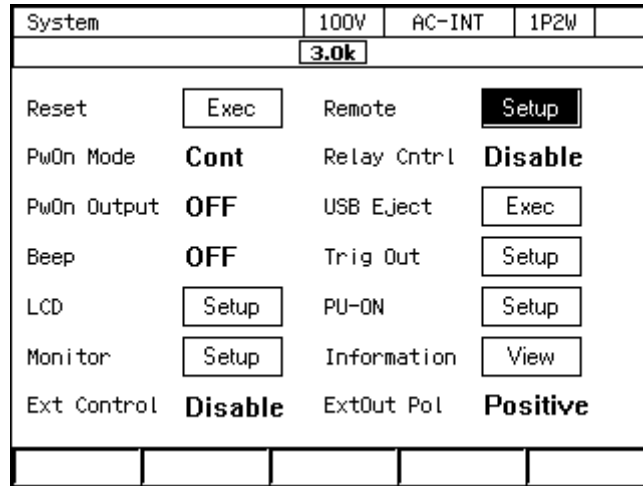 System 100V AC-INT 1P2W
3.0k
Reset Exec Remote Setup
PwOn Mode Cont Relay Cntrl Disable
PwOn Output OFF USB Eject Exec
Beep OFF Trig Out Setup
LCD Setup PU-ON Setup
Monitor Setup Information View
Ext Control Disable ExtOut Pol Positive